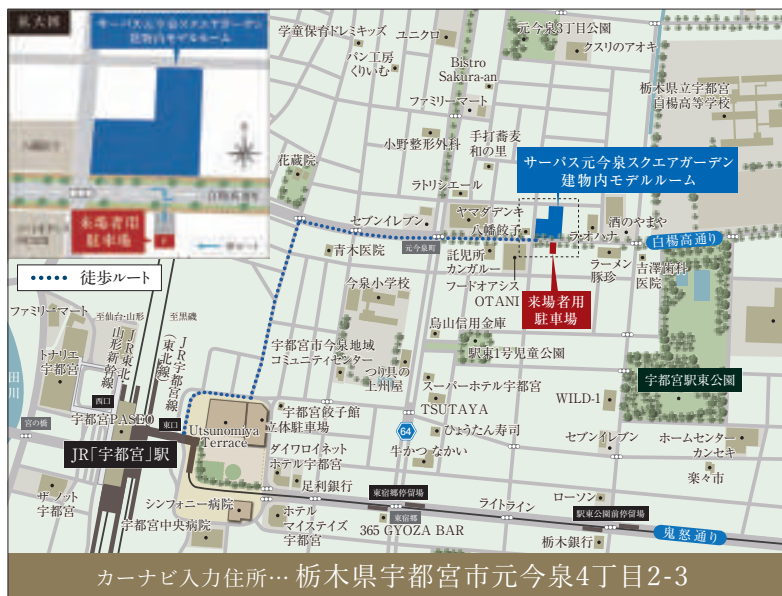 拡大図
サーパス元今泉スクエアガーデン
建物内モデルルーム
来場者用
駐車場
P
徒歩ルート
学童保育ドレミキッズ
パン工房
くりいむ
ユニクロ
元今泉3丁目公園
クスリのアオキ
Bistro
Sakura-an
ファミリーマート
栃木県立宇都宮
白楊高等学校
小野整形外科
手打蕎麦
和の里
花蔵院
ラトリシエール
サーパス元今泉スクエアガーデン
建物内モデルルーム
セブンイレブン
ヤマダデンキ
八幡餃子
ラ・オハナ
酒のやまや
白楊高通り
青木医院
元今泉町
託児所
カンガルー
フードオアシス
OTANI
来場者用
駐車場
ラーメン
豚珍
吉澤歯科
医院
今泉小学校
烏山信用金庫
駅東1号児童公園
宇都宮市今泉地域
コミュニティセンター
つり具の
上州屋
スーパーホテル宇都宮
TSUTAYA
WILD-1
宇都宮駅東公園
ファミリーマート
至仙台・山形
至黒磯
トナリエ
宇都宮
JR東北
山形新幹線
JR宇都宮線
(東北線)
田川
宮の橋
西口
東口
宇都宮PASEO
JR「宇都宮」駅
Utsunomiya
Terrace
宇都宮餃子館
立体駐車場
64
ひょうたん寿司
牛かつ なかい
セブンイレブン
ホームセンター
カンセキ
ダイワロイネット
ホテル宇都宮
足利銀行
楽々市
ザ・ノット
宇都宮
シンフォニー病院
宇都宮中央病院
ホテル
マイステイズ
宇都宮
東宿郷停留場
東宿郷
365 GYOZA BAR
ライトライン
ローソン
駅東公園前停留場
栃木銀行
鬼怒通り
カーナビ入力住所… 栃木県宇都宮市元今泉4丁目2-3